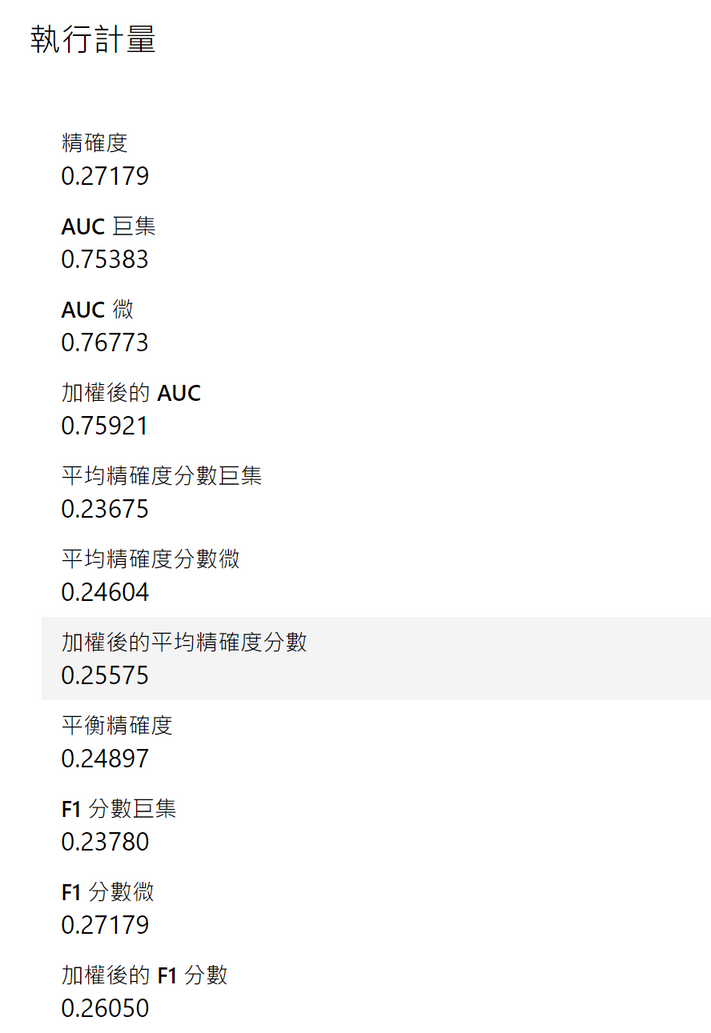 執行計量
精確度
0.27179
AUC 巨集
0.75383
AUC 微
0.76773
加權後的 AUC
0.75921
平均精確度分數巨集
0.23675
平均精確度分數微
0.24604
加權後的平均精確度分數
0.25575
平衡精確度
0.24897
F1 分數巨集
0.23780
F1 分數微
0.27179
加權後的 F1 分數
0.26050